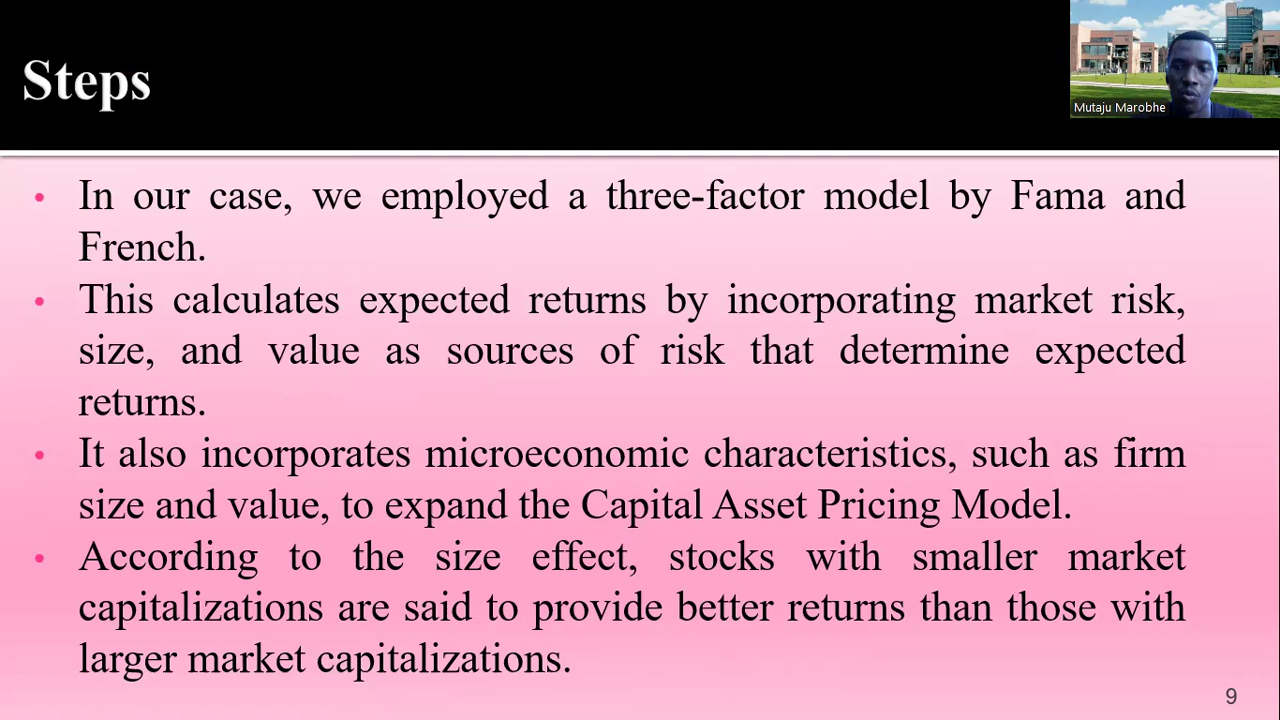 Steps
Mutaju Marobhe
• In our case, we employed a three-factor model by Fama and
French.
• This calculates expected returns by incorporating market risk,
size, and value as sources of risk that determine expected
returns.
• It also incorporates microeconomic characteristics, such as firm
size and value, to expand the Capital Asset Pricing Model.
• According to the size effect, stocks with smaller market
capitalizations are said to provide better returns than those with
larger market capitalizations.
9